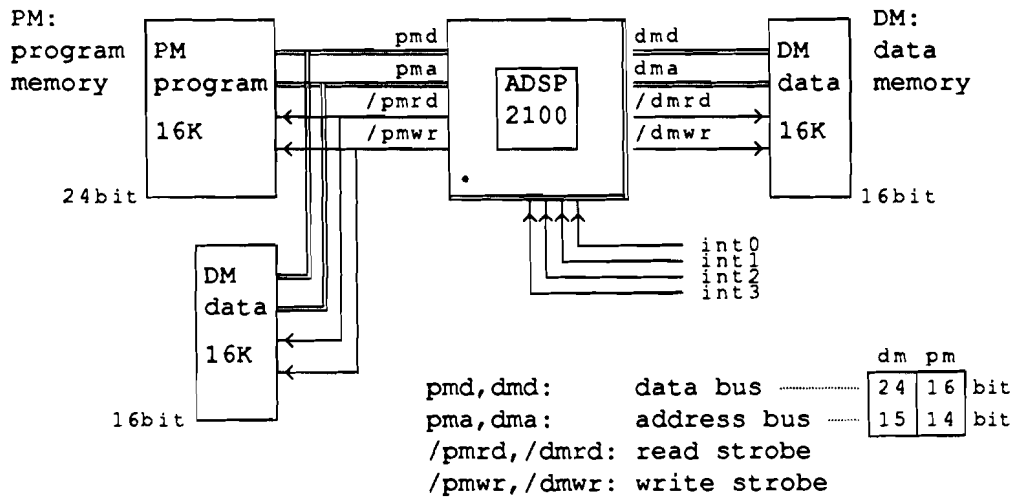 PM:
program
memory
PM
program
16K
24bit
pmd
pma
/pmrd
/pmwr
ADSP
2100
dmd
dma
/dmrd
/dmwr
DM
data
16K
16bit
DM:
data
memory
int0
int1
int2
int3
DM
data
16K
16bit
dm pm
pmd,dmd: data bus 24 16 bit
pma,dma: address bus 15 14 bit
/pmrd,/dmrd: read strobe
/pmwr,/dmwr: write strobe